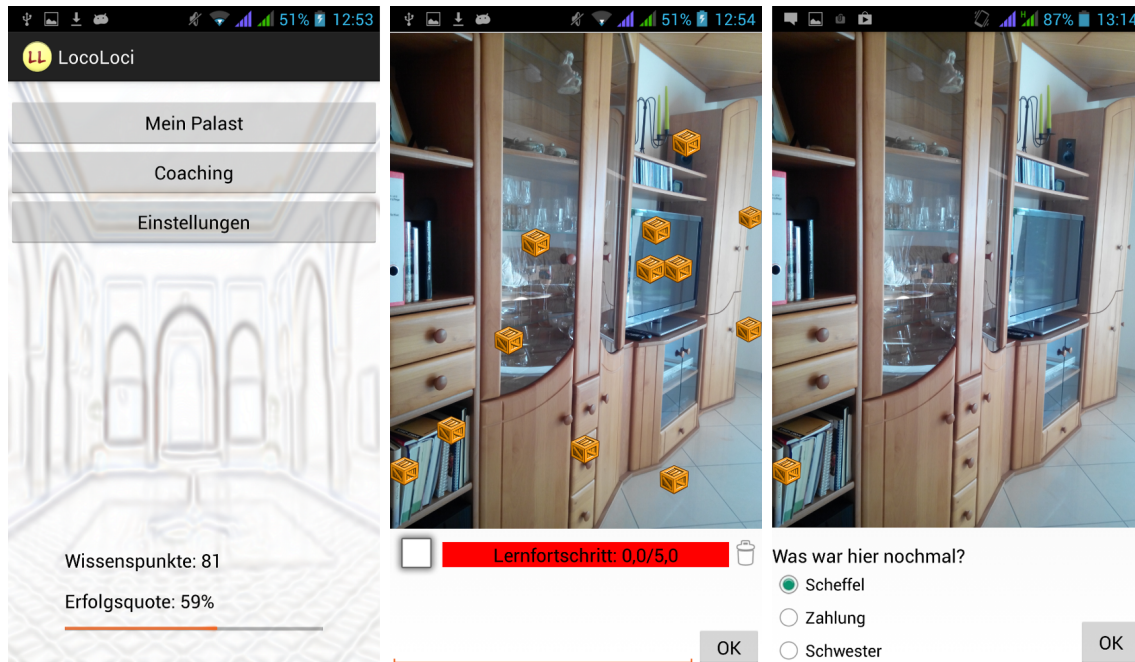 51% 12:53
LL LocoLoci
Mein Palast
Coaching
Einstellungen
Wissenspunkte: 81
Erfolgsquote: 59%
51% 12:54
Lernfortschritt: 0,0/5,0
OK
H 87% 13:14
Was war hier nochmal?
Scheffel
Zahlung
Schwester
OK